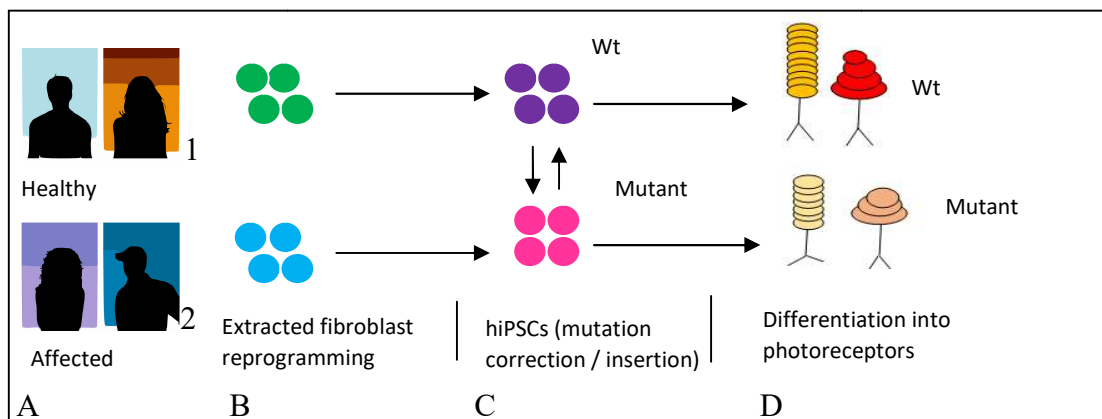 Wt
Wt
1
Healthy
Mutant
Mutant
2
Affected
Extracted fibroblast
reprogramming
hiPSCs (mutation
correction / insertion)
Differentiation into
photoreceptors
A
B
C
D